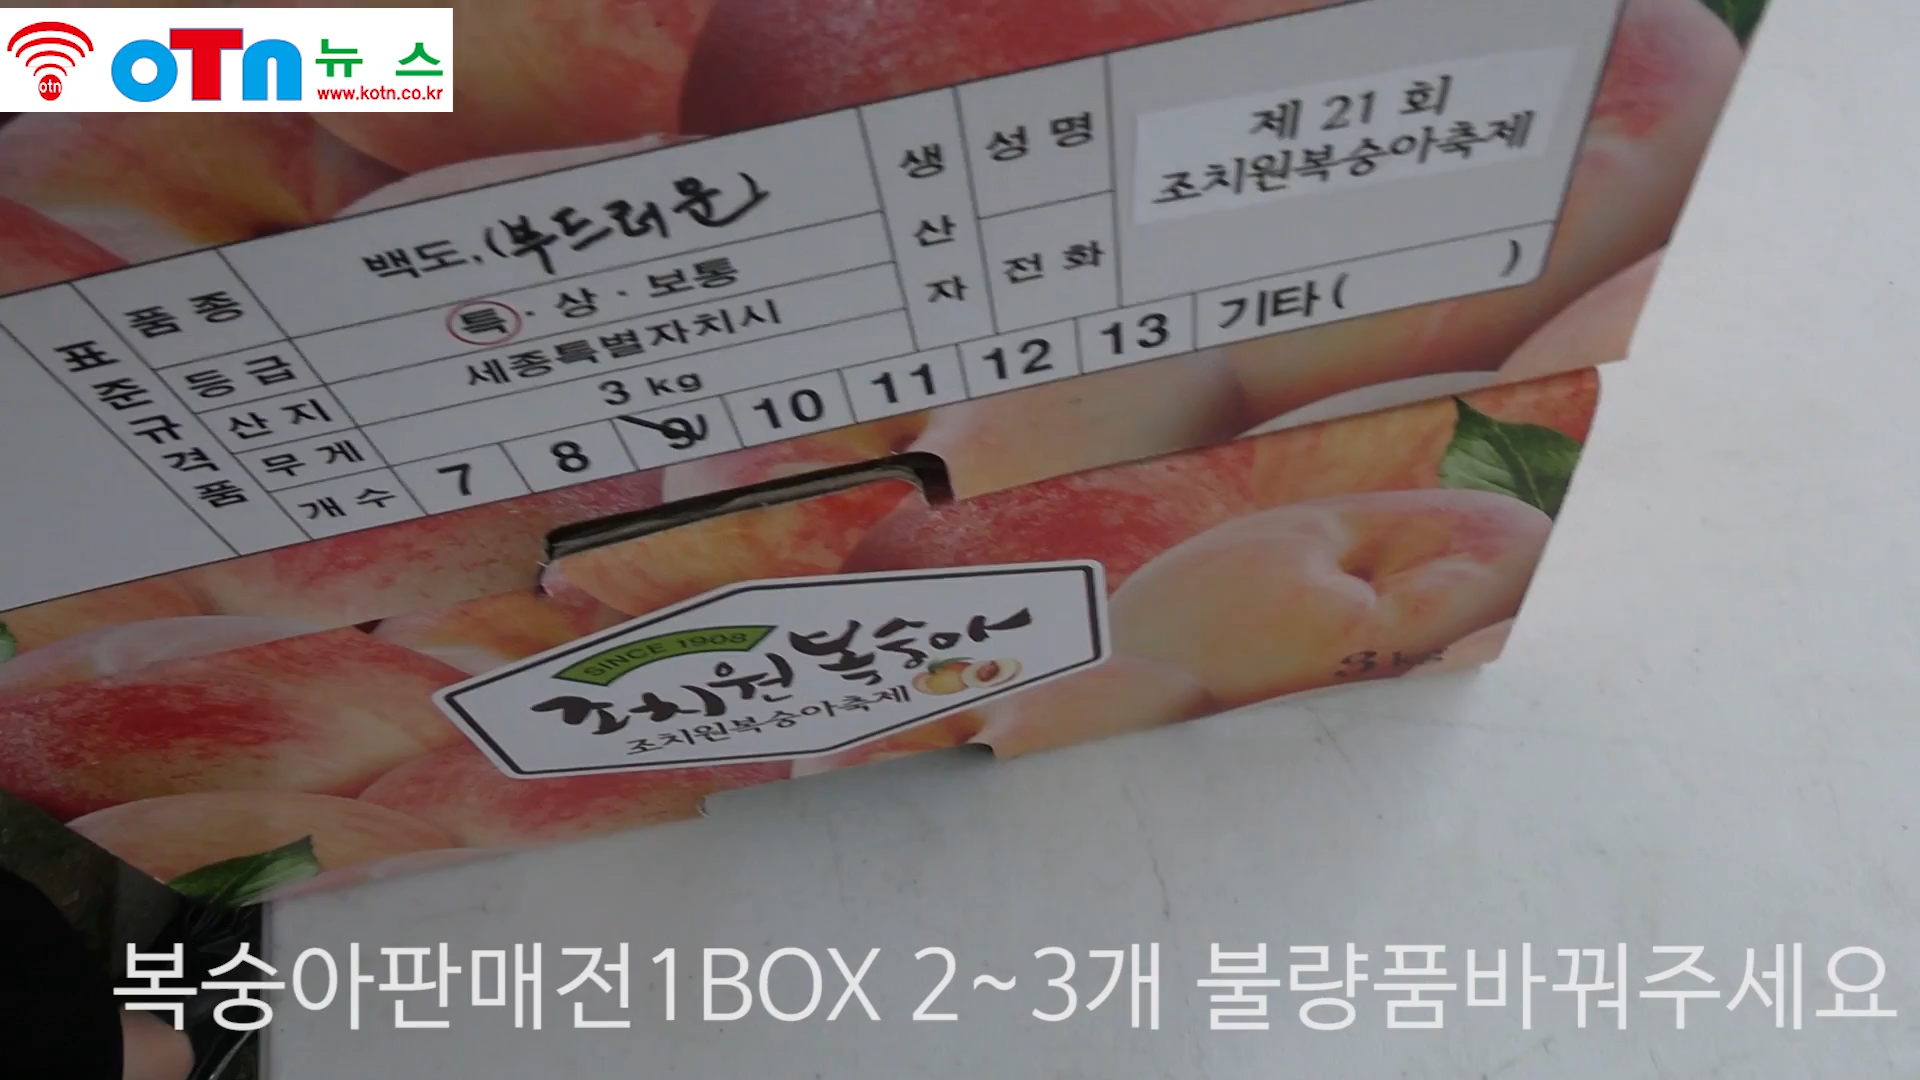 otn
OTN 뉴스
www.kotn.co.kr
표준규격품
품종 백도, (부드러운)
등급 특 · 상 · 보통
산지 세종특별자치시
무게 3 kg
개수 7 8 9 10 11 12 13 기타 ( )
생산자
성명 제 21 회
조치원복숭아축제
전화
SINCE 1908
조치원복숭아
조치원복숭아축제
3 kg
복숭아판매전1BOX 2~3개 불량품바꿔주세요